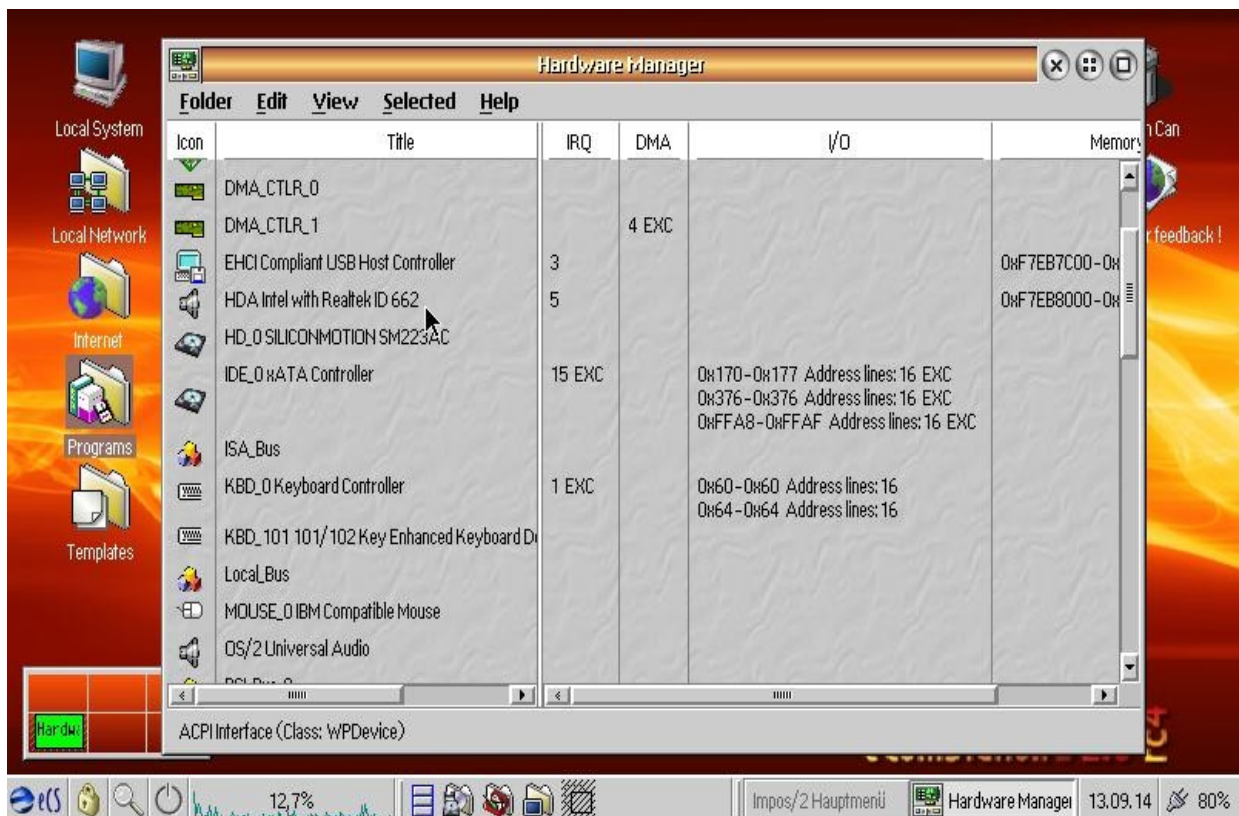 Hardware Manager
Folder Edit View Selected Help
Icon Title IRQ DMA I/O Memory
DMA_CTLR_0
DMA_CTLR_1 4 EXC
EHCI Compliant USB Host Controller 3 0xF7EB7C00-0x
HDA Intel with Realtek ID 662 5 0xF7EB8000-0x
HD_0 SILICONMOTION SM223AC
IDE_0 xATA Controller 15 EXC 0x170-0x177 Address lines: 16 EXC
0x376-0x376 Address lines: 16 EXC
0xFFA8-0xFFAF Address lines: 16 EXC
ISA_Bus
KBD_0 Keyboard Controller 1 EXC 0x60-0x60 Address lines: 16
0x64-0x64 Address lines: 16
KBD_101 101/102 Key Enhanced Keyboard
Local_Bus
MOUSE_0 IBM Compatible Mouse
OS/2 Universal Audio
ACPI Interface (Class: WPDevice)
Local System
Local Network
Internet
Programs
Templates
Can
feedback !
Hardw
RC4
eCS 12,7% Impos/2 Hauptmenü Hardware Manager 13.09.14 80%